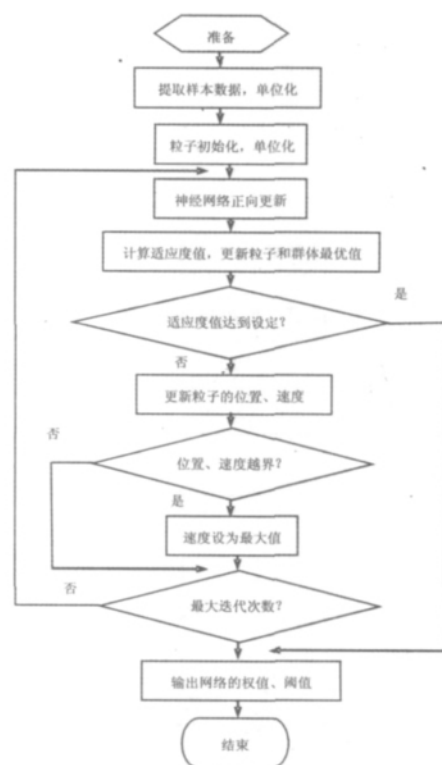 准备
提取样本数据，单位化
粒子初始化，单位化
神经网络正向更新
计算适应度值，更新粒子和群体最优值
是
适应度值达到设定？
否
更新粒子的位置、速度
否
位置、速度越界？
是
速度设为最大值
否
最大迭代次数？
输出网络的权值、阈值
结束